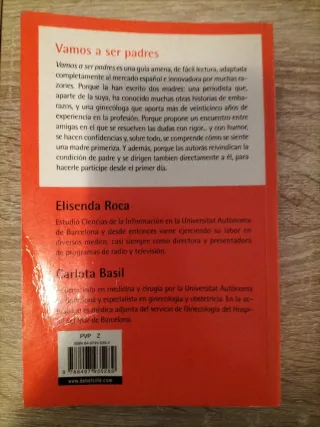 Vamos a ser padres
Vamos a ser padres es una guía amena, de fácil lectura, adaptada
completamente al mercado español e innovadora por muchas ra-
zones. Porque la han escrito dos madres: una periodista que,
aparte de la suya, ha conocido muchas otras historias de emba-
razos, y una ginecóloga que aporta más de veinticinco años de
experiencia en la profesión. Porque propone un encuentro entre
amigas en el que se resuelven las dudas con rigor... y con humor,
se hacen confidencias y, sobre todo, se comprende cómo se siente
una madre primeriza. Y además, porque las autoras reivindican la
condición de padre y se dirigen tambien directamente a él, para
hacerle partícipe desde el primer día.
Elisenda Roca
Estudió Ciencias de la Información en la Universitat Autònoma
de Barcelona y desde entonces viene ejerciendo su labor en
diversos medios, casi siempre como directora y presentadora
de programas de radio y televisión.
Carlota Basil
en medicina y cirugía por la Universitat Autònoma
y especialista en ginecología y obstetricia. En la ac-
médica adjunta del servicio de Ginecología del Hospi-
del Mar de Barcelona.
PVP 2
www.debolsillo.com